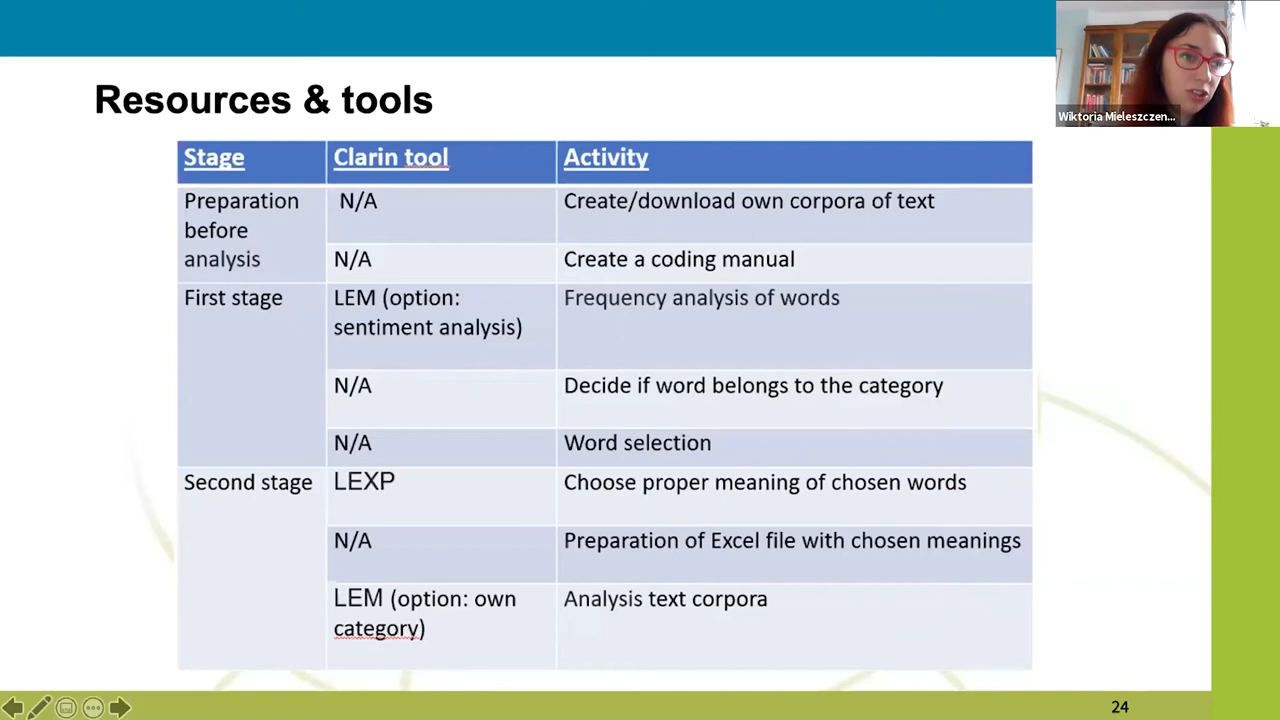 Wiktoria Mieleszczen...
Resources & tools
Stage Clarin tool Activity
Preparation before analysis N/A Create/download own corpora of text
N/A Create a coding manual
First stage LEM (option: sentiment analysis) Frequency analysis of words
N/A Decide if word belongs to the category
N/A Word selection
Second stage LEXP Choose proper meaning of chosen words
N/A Preparation of Excel file with chosen meanings
LEM (option: own category) Analysis text corpora
24